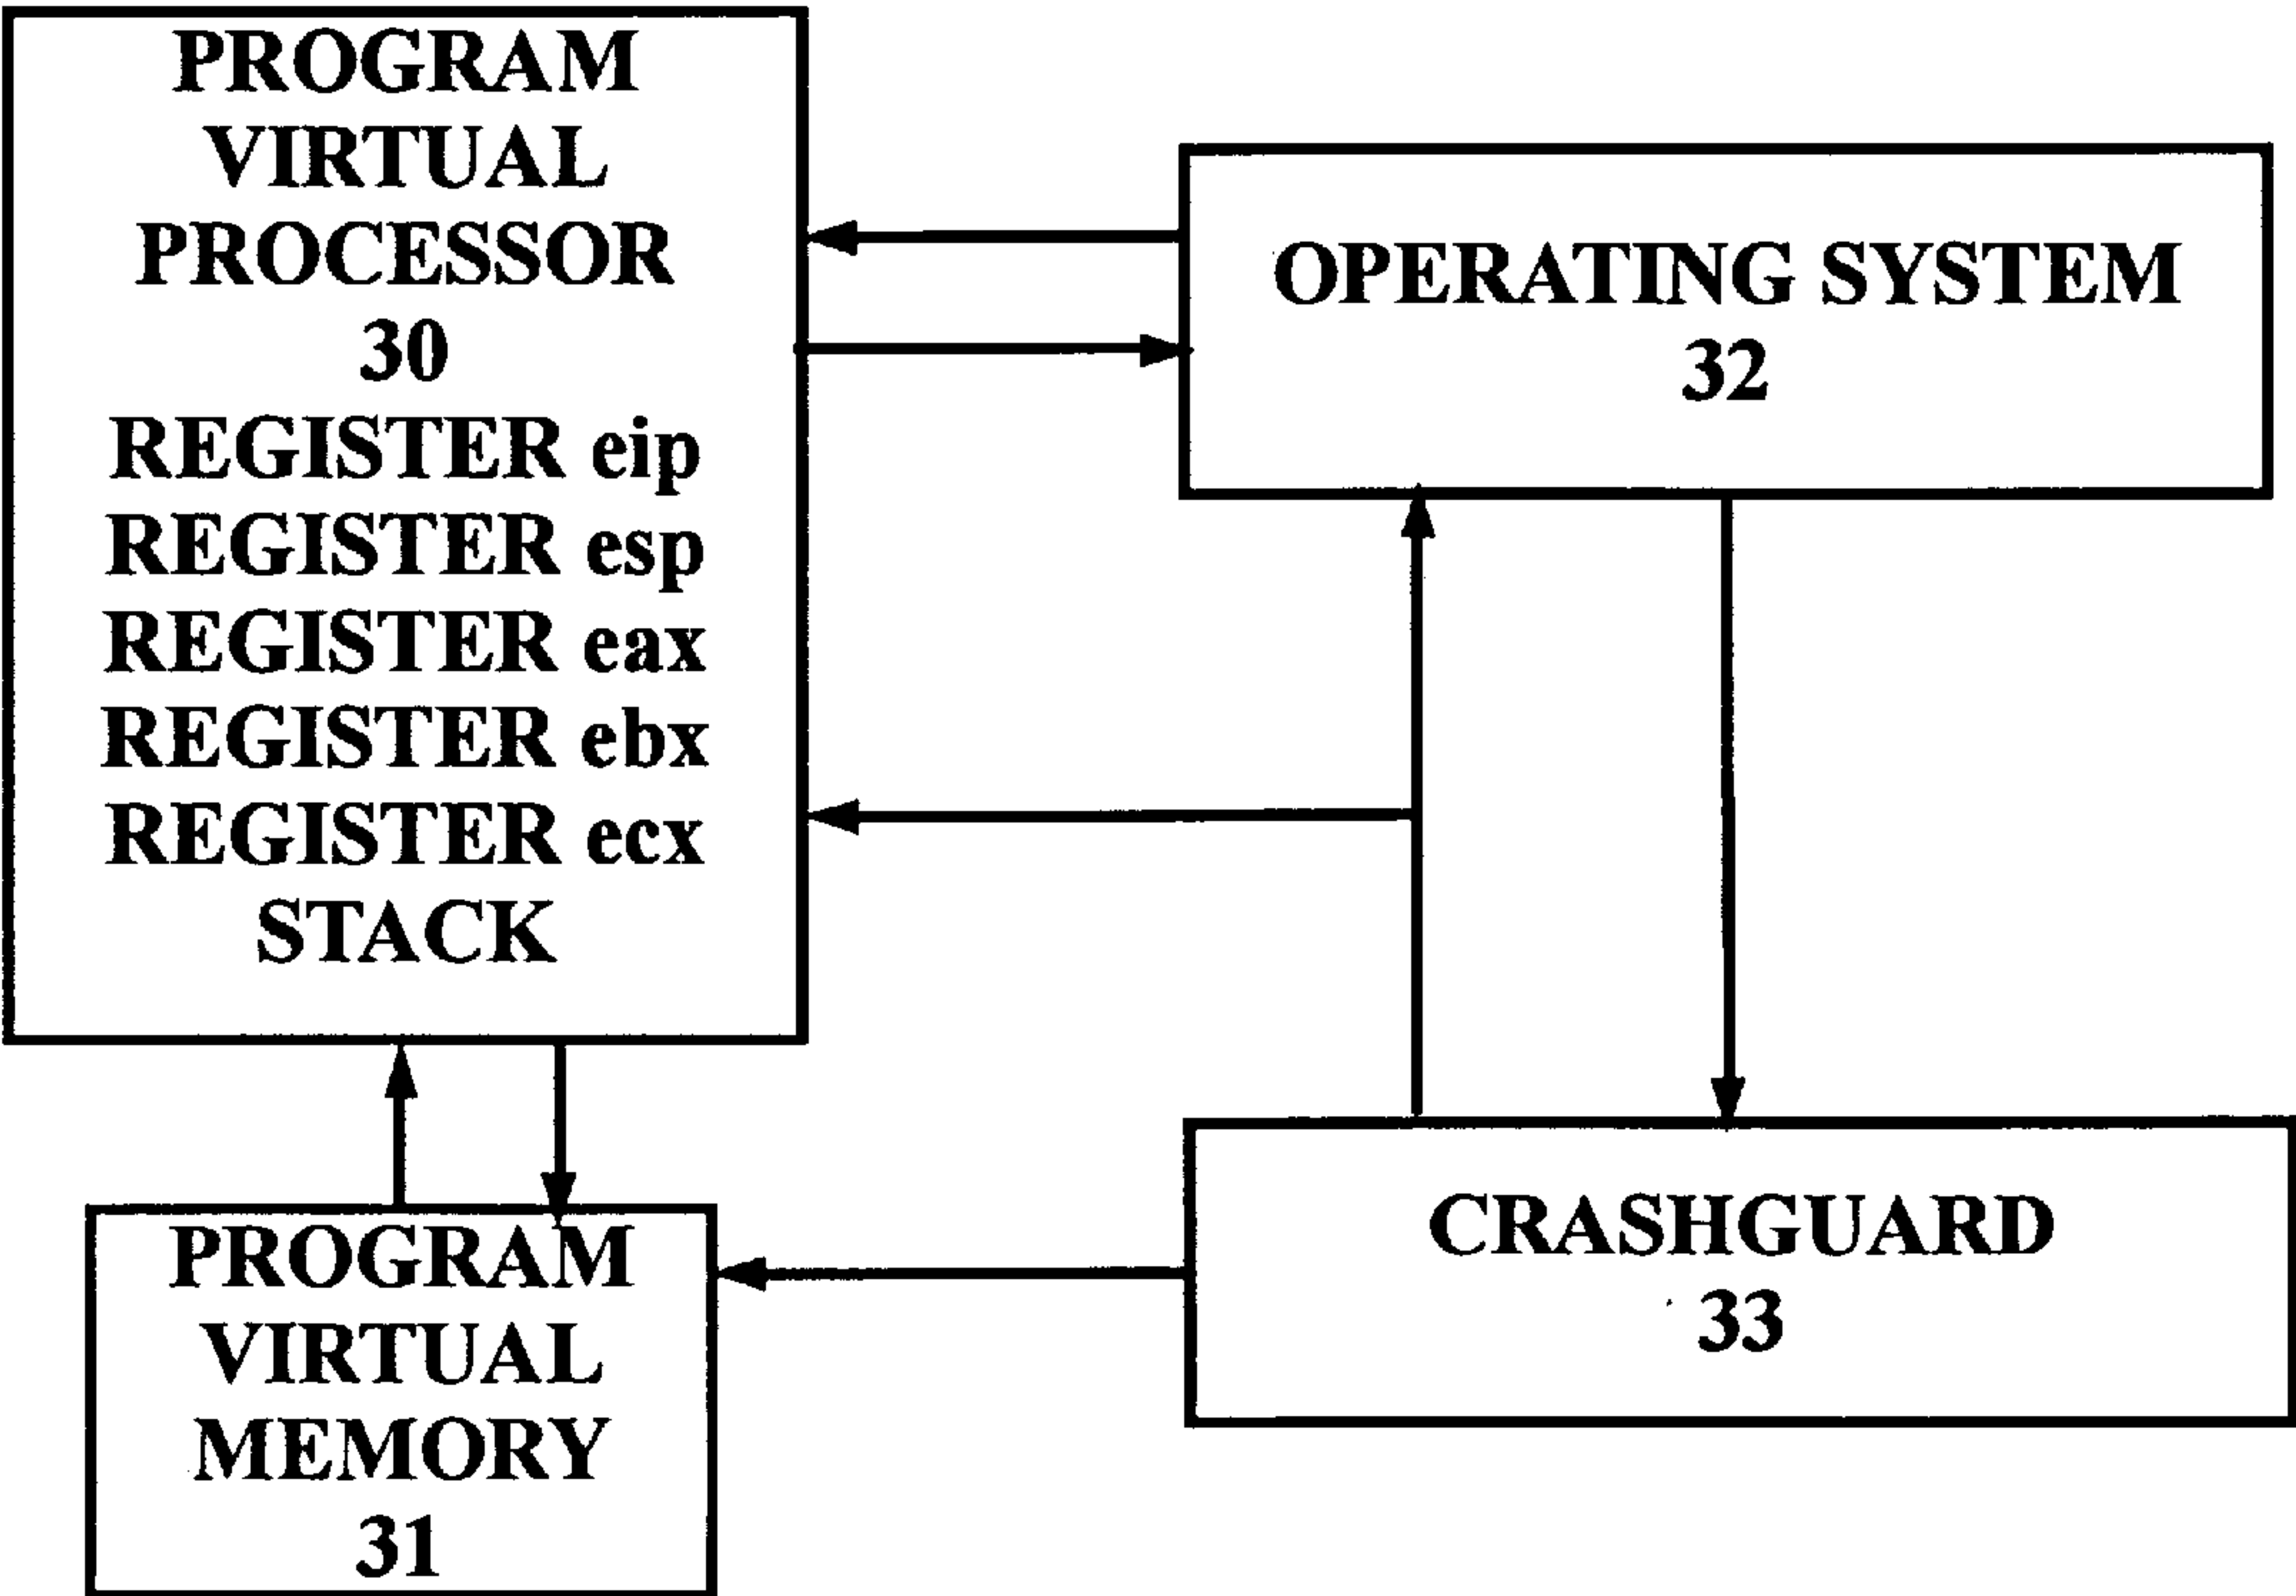 PROGRAM
VIRTUAL
PROCESSOR
30
REGISTER eip
REGISTER esp
REGISTER eax
REGISTER ebx
REGISTER ecx
STACK
OPERATING SYSTEM
32
PROGRAM
VIRTUAL
MEMORY
31
CRASHGUARD
33